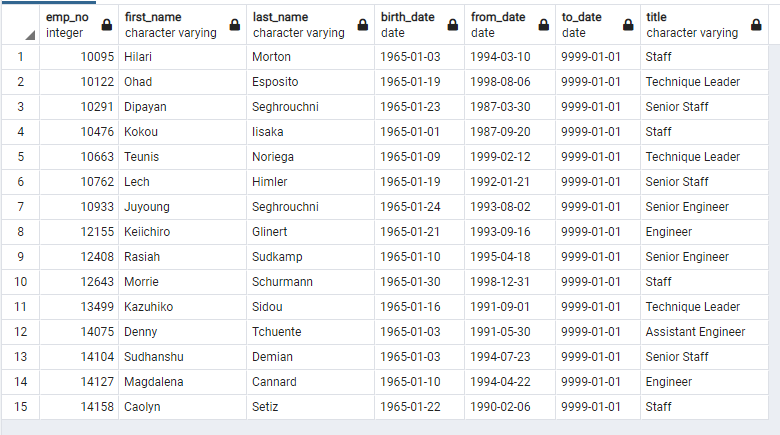 emp_no integer first_name character varying last_name character varying birth_date date from_date date to_date date title character varying
1 10095 Hilari Morton 1965-01-03 1994-03-10 9999-01-01 Staff
2 10122 Ohad Esposito 1965-01-19 1998-08-06 9999-01-01 Technique Leader
3 10291 Dipayan Seghrouchni 1965-01-23 1987-03-30 9999-01-01 Senior Staff
4 10476 Kokou Iisaka 1965-01-01 1987-09-20 9999-01-01 Staff
5 10663 Teunis Noriega 1965-01-09 1999-02-12 9999-01-01 Technique Leader
6 10762 Lech Himler 1965-01-19 1992-01-21 9999-01-01 Senior Staff
7 10933 Juyoung Seghrouchni 1965-01-24 1993-08-02 9999-01-01 Senior Engineer
8 12155 Keiichiro Glinert 1965-01-21 1993-09-16 9999-01-01 Engineer
9 12408 Rasiah Sudkamp 1965-01-10 1995-04-18 9999-01-01 Senior Engineer
10 12643 Morrie Schurmann 1965-01-30 1998-12-31 9999-01-01 Staff
11 13499 Kazuhiko Sidou 1965-01-16 1991-09-01 9999-01-01 Technique Leader
12 14075 Denny Tchuente 1965-01-03 1991-05-30 9999-01-01 Assistant Engineer
13 14104 Sudhanshu Demian 1965-01-03 1994-07-23 9999-01-01 Senior Staff
14 14127 Magdalena Cannard 1965-01-10 1994-04-22 9999-01-01 Engineer
15 14158 Caolyn Setiz 1965-01-22 1990-02-06 9999-01-01 Staff